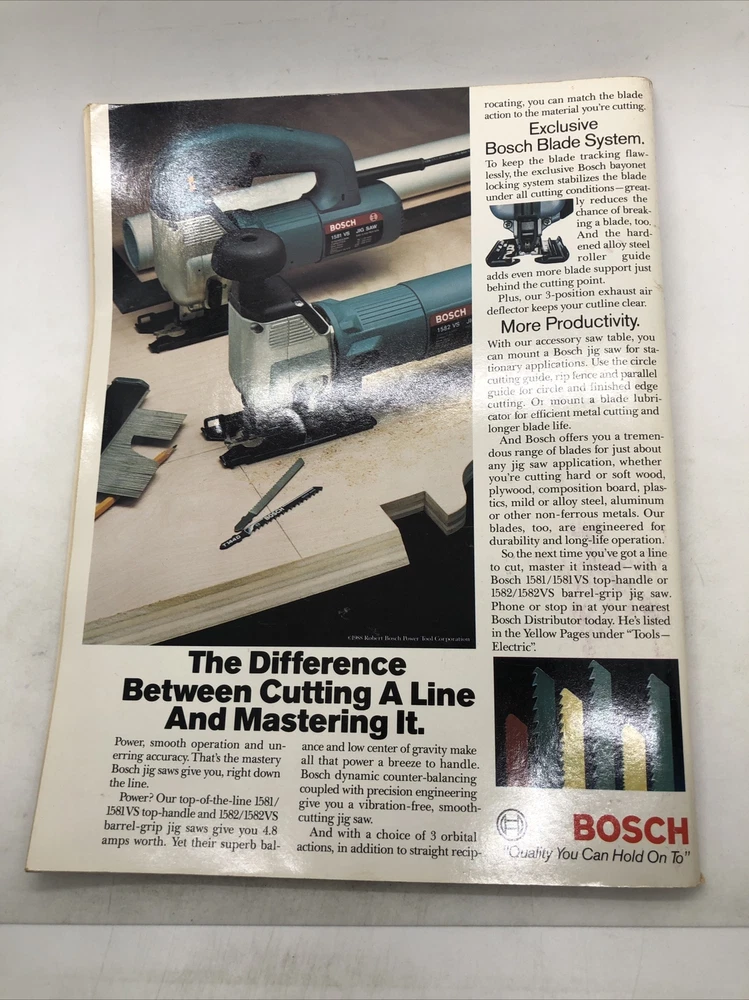 BOSCH
1581 VS JIG SAW
BOSCH
1582 VS
BOSCH
©1988 Robert Bosch Power Tool Corporation
The Difference
Between Cutting A Line
And Mastering It.
Power, smooth operation and un-
erring accuracy. That's the mastery
Bosch jig saws give you, right down
the line.
Power? Our top-of-the-line 1581/
1581VS top-handle and 1582/1582VS
barrel-grip jig saws give you 4.8
amps worth. Yet their superb bal-
ance and low center of gravity make
all that power a breeze to handle.
Bosch dynamic counter-balancing
coupled with precision engineering
give you a vibration-free, smooth-
cutting jig saw.
And with a choice of 3 orbital
actions, in addition to straight recip-
rocating, you can match the blade
action to the material you're cutting.
Exclusive
Bosch Blade System.
To keep the blade tracking flaw-
lessly, the exclusive Bosch bayonet
locking system stabilizes the blade
under all cutting conditions—great-
ly reduces the
chance of break-
ing a blade, too.
And the hard-
ened alloy steel
roller guide
adds even more blade support just
behind the cutting point.
Plus, our 3-position exhaust air
deflector keeps your cutline clear.
More Productivity.
With our accessory saw table, you
can mount a Bosch jig saw for sta-
tionary applications. Use the circle
cutting guide, rip fence and parallel
guide for circle and finished edge
cutting. Or mount a blade lubri-
cator for efficient metal cutting and
longer blade life.
And Bosch offers you a tremen-
dous range of blades for just about
any jig saw application, whether
you're cutting hard or soft wood,
plywood, composition board, plas-
tics, mild or alloy steel, aluminum
or other non-ferrous metals. Our
blades, too, are engineered for
durability and long-life operation.
So the next time you've got a line
to cut, master it instead—with a
Bosch 1581/1581VS top-handle or
1582/1582VS barrel-grip jig saw.
Phone or stop in at your nearest
Bosch Distributor today. He's listed
in the Yellow Pages under "Tools—
Electric".
BOSCH
"Quality You Can Hold On To"